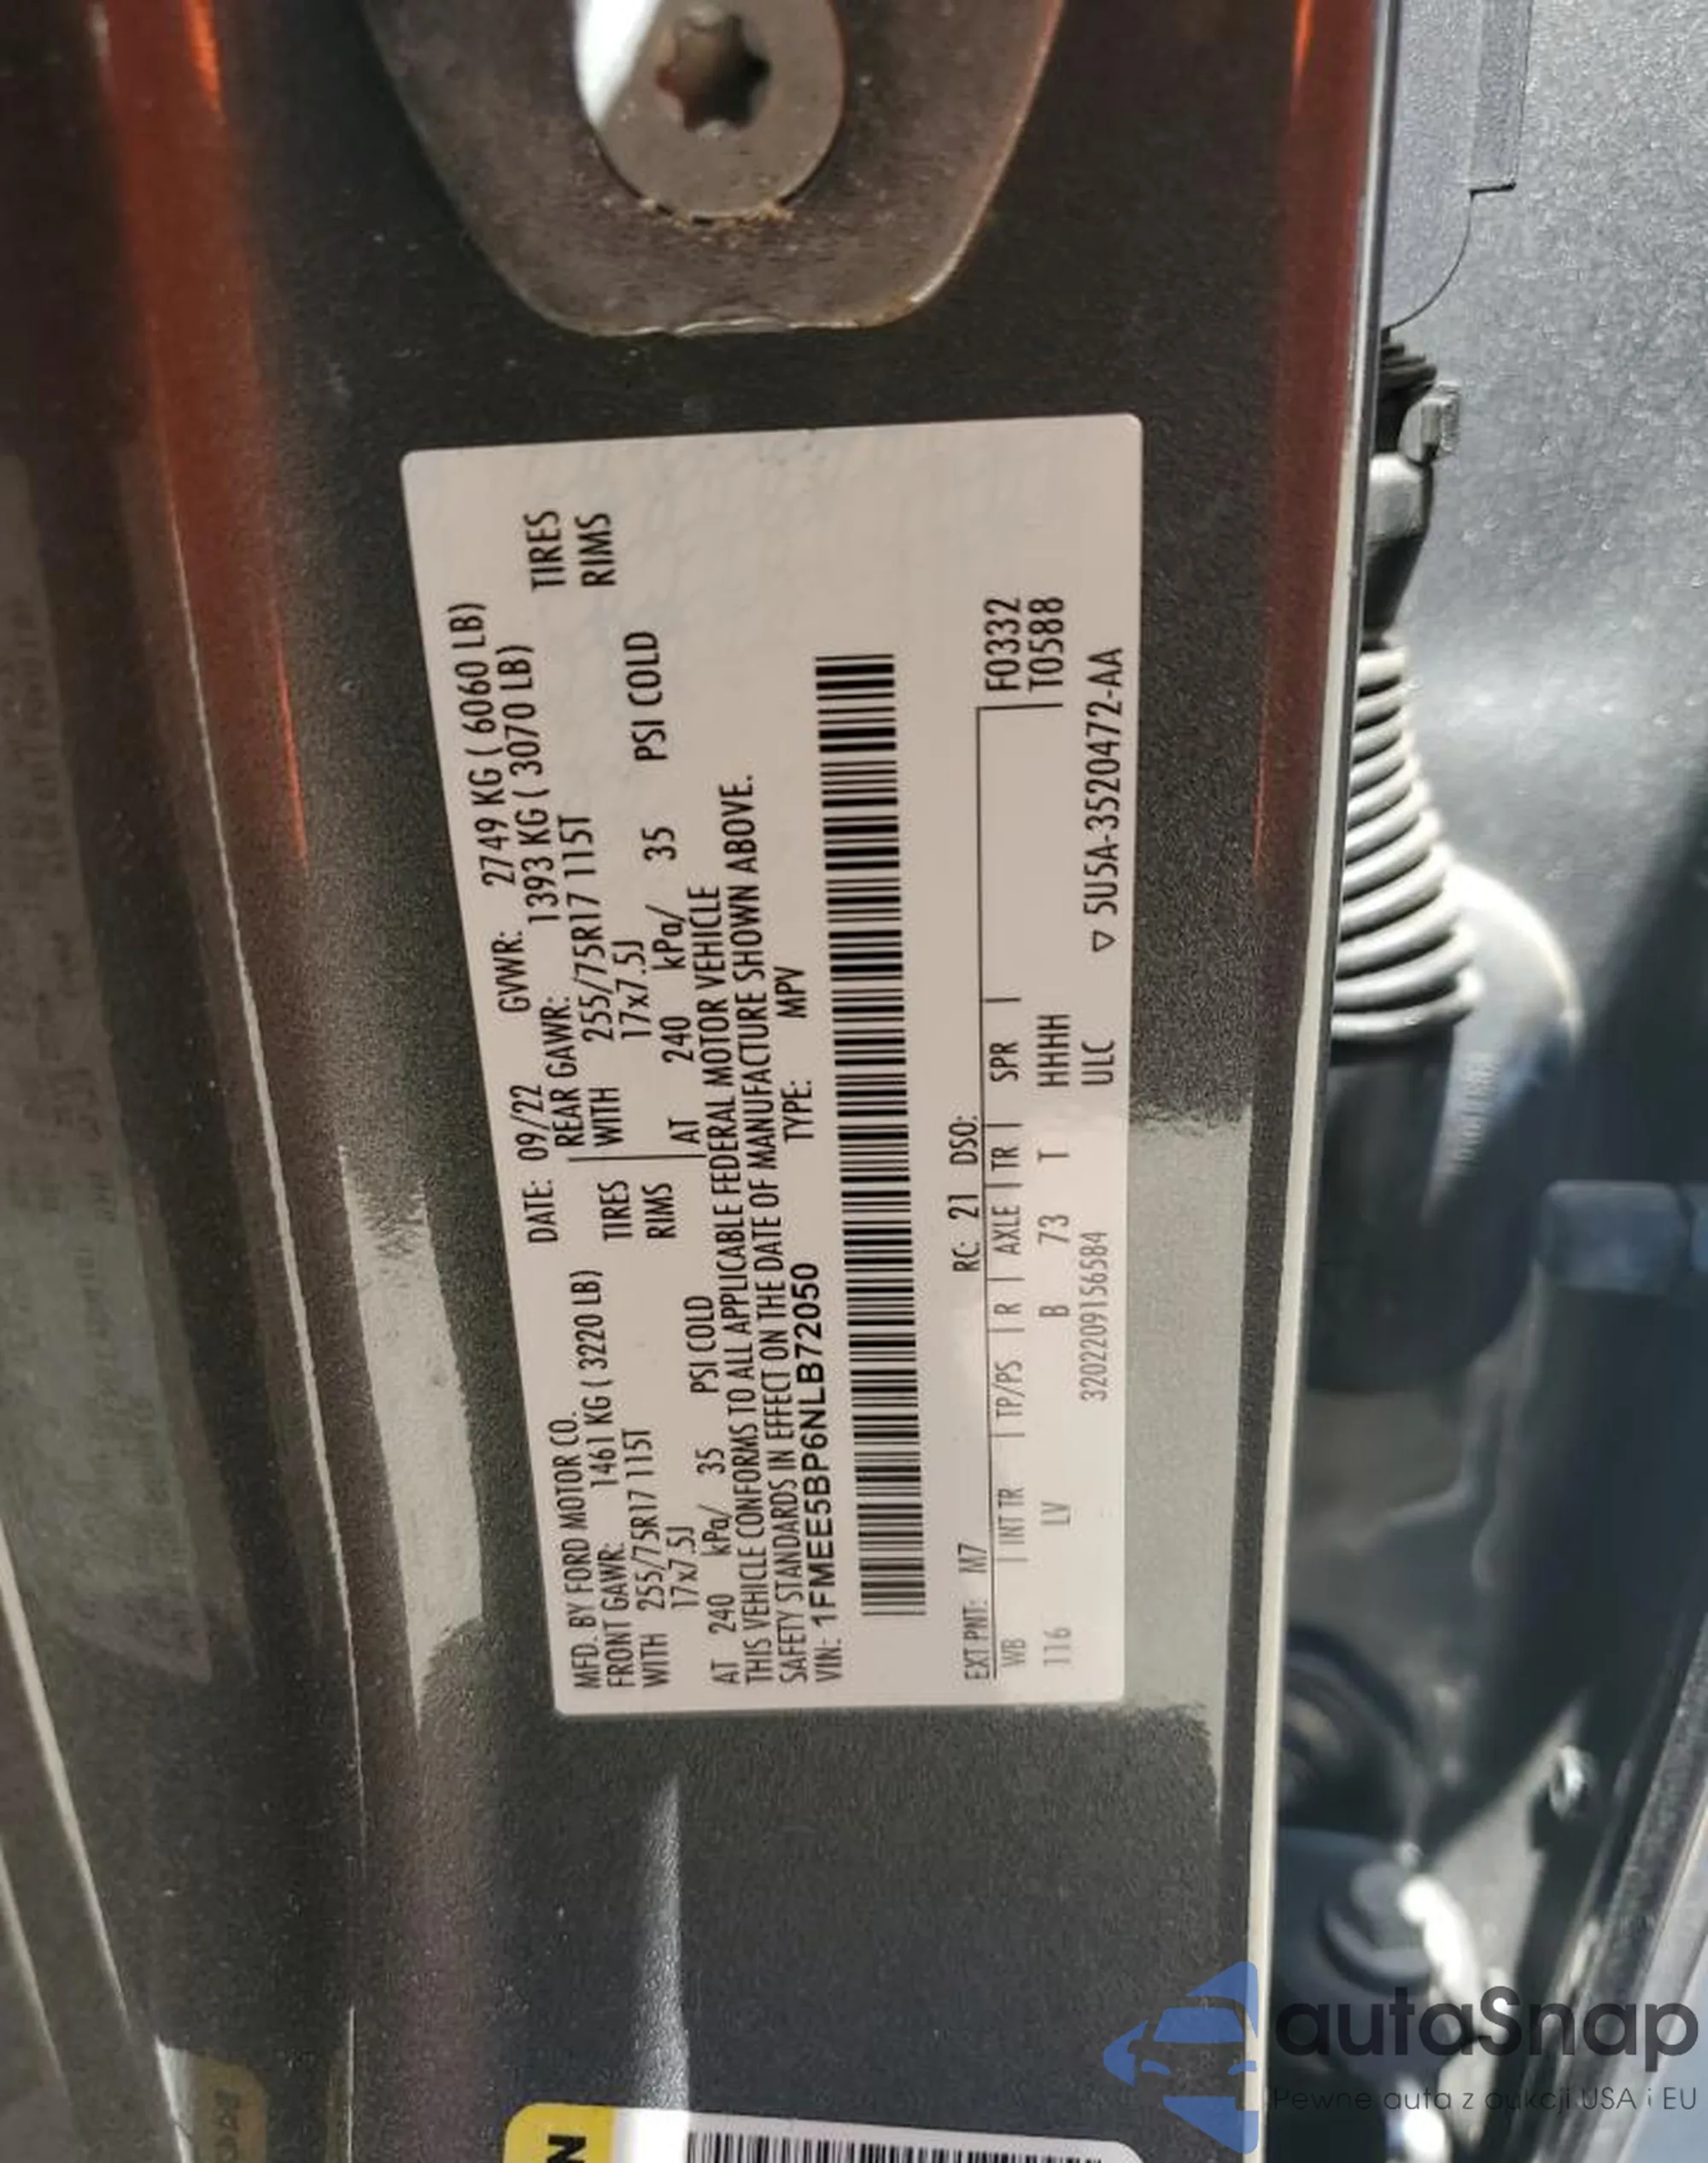 MFD. BY FORD MOTOR CO. DATE: 09/22 GVWR: 2749 KG ( 6060 LB)
FRONT GAWR: 1461 KG ( 3220 LB) REAR GAWR: 1393 KG ( 3070 LB)
WITH 255/75R17 115T TIRES WITH 255/75R17 115T TIRES
17x7.5J RIMS 17x7.5J RIMS
AT 240 kPa/ 35 PSI COLD AT 240 kPa/ 35 PSI COLD
THIS VEHICLE CONFORMS TO ALL APPLICABLE FEDERAL MOTOR VEHICLE
SAFETY STANDARDS IN EFFECT ON THE DATE OF MANUFACTURE SHOWN ABOVE.
VIN: 1FMEE5BP6NLB72050 TYPE: MPV
EXT PNT: M7 RC: 21 DSO: F0332
WB INT TR TP/PS R AXLE TR SPR T0588
116 LV B 73 T HHHH
3202209156584 ULC ▽ 5U5A-3520472-AA
N
autaSnap
Pewne auta z aukcji USA i EU